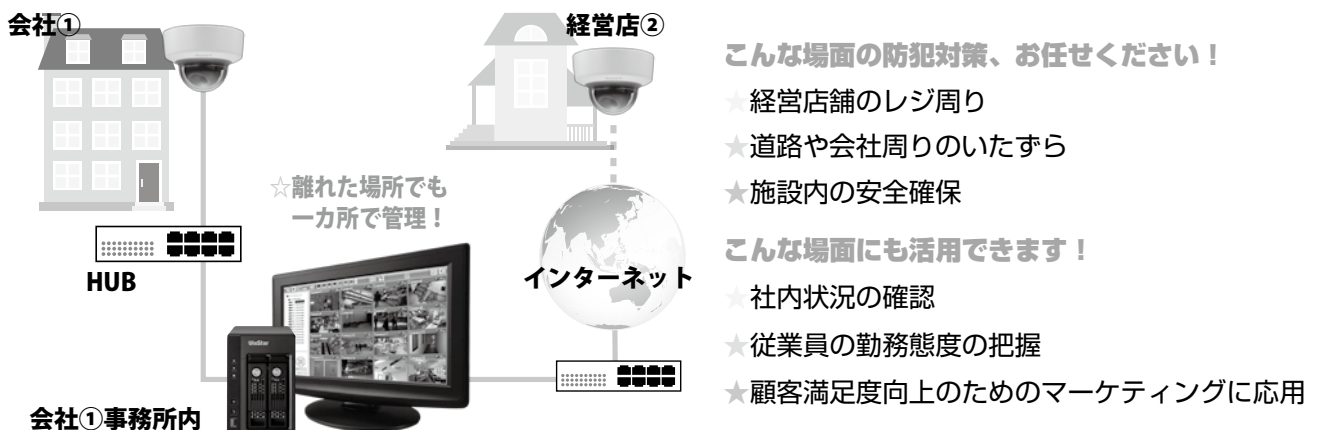 会社①
経営店②
☆離れた場所でも
一カ所で管理！
HUB
インターネット
会社①事務所内
こんな場面の防犯対策、お任せください！
★経営店舗のレジ周り
★道路や会社周りのいたずら
★施設内の安全確保
こんな場面にも活用できます！
★社内状況の確認
★従業員の勤務態度の把握
★顧客満足度向上のためのマーケティングに応用